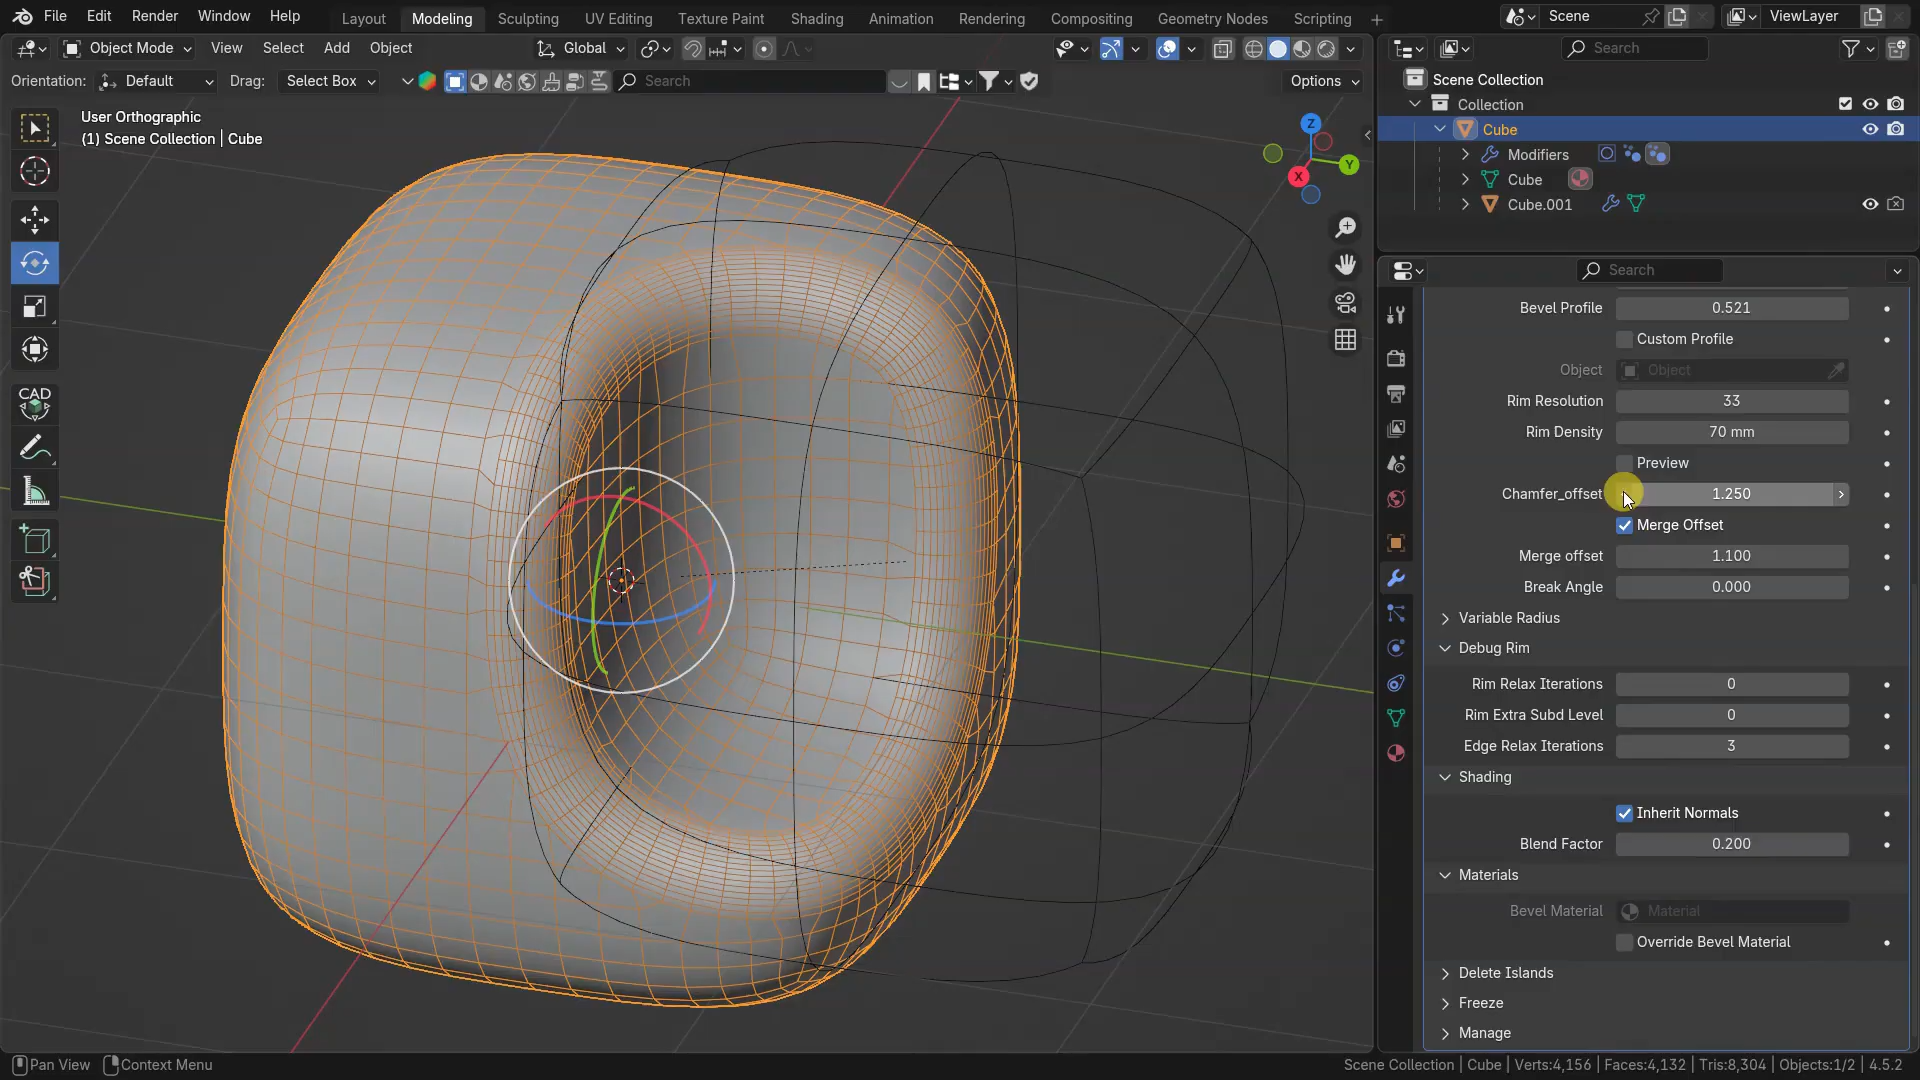 File Edit Render Window Help Layout Modeling Sculpting UV Editing Texture Paint Shading Animation Rendering Compositing Geometry Nodes Scripting + Scene ViewLayer
Object Mode View Select Add Object Global Search
Orientation: Default Drag: Select Box Search Options
User Orthographic
(1) Scene Collection | Cube
Z
Y
X
CAD
Scene Collection
Collection
Cube
Modifiers
Cube
Cube.001
Search
Bevel Profile 0.521
Custom Profile
Object Object
Rim Resolution 33
Rim Density 70 mm
Preview
Chamfer_offset 1.250
Merge Offset
Merge offset 1.100
Break Angle 0.000
Variable Radius
Debug Rim
Rim Relax Iterations 0
Rim Extra Subd Level 0
Edge Relax Iterations 3
Shading
Inherit Normals
Blend Factor 0.200
Materials
Bevel Material Material
Override Bevel Material
Delete Islands
Freeze
Manage
Pan View Context Menu Scene Collection | Cube | Verts:4,156 | Faces:4,132 | Tris:8,304 | Objects:1/2 | 4.5.2